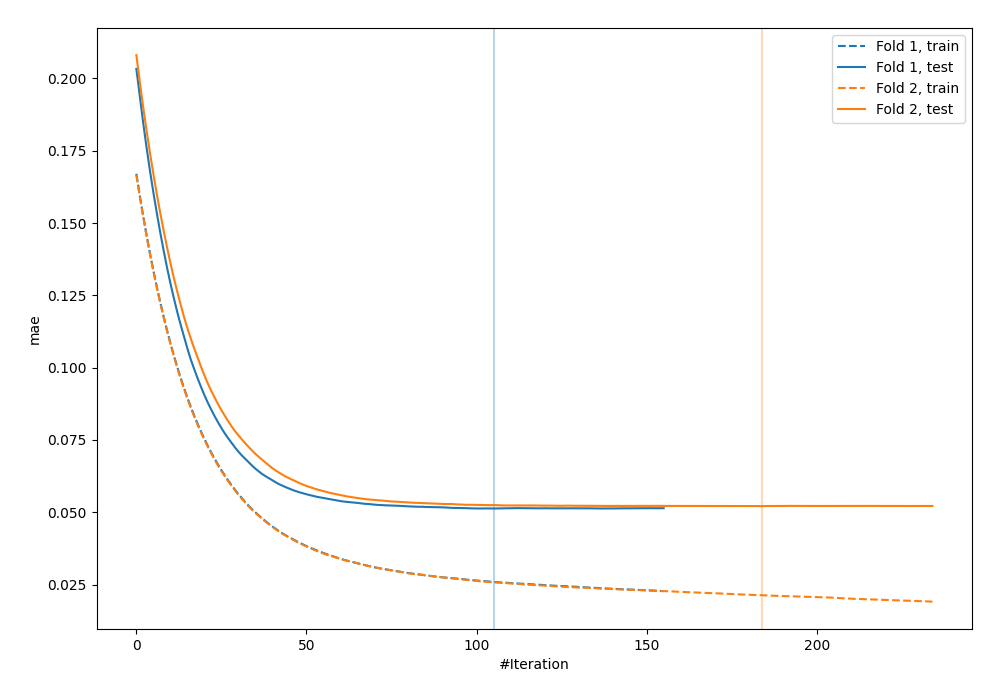 0.200
0.175
0.150
0.125
0.100
0.075
0.050
0.025
mae
0
50
100
150
200
#Iteration
Fold 1, train
Fold 1, test
Fold 2, train
Fold 2, test